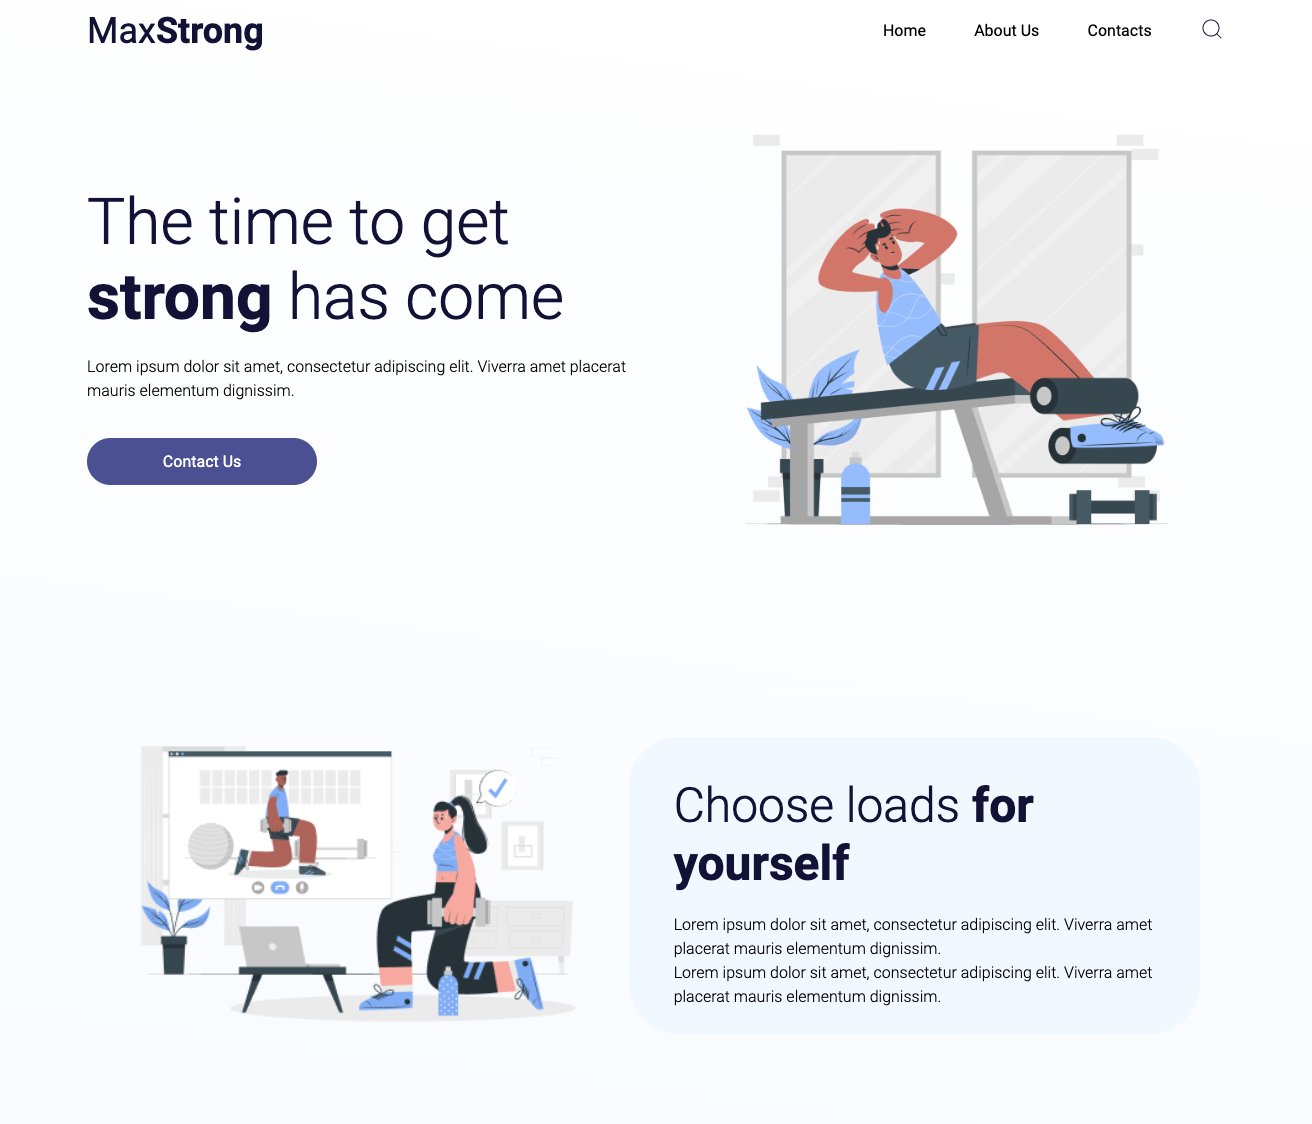 MaxStrong
Home
About Us
Contacts
The time to get
strong has come
Lorem ipsum dolor sit amet, consectetur adipiscing elit. Viverra amet placerat
mauris elementum dignissim.
Contact Us
Choose loads for
yourself
Lorem ipsum dolor sit amet, consectetur adipiscing elit. Viverra amet
placerat mauris elementum dignissim.
Lorem ipsum dolor sit amet, consectetur adipiscing elit. Viverra amet
placerat mauris elementum dignissim.